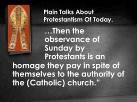 Plain Talks About
Protestantism Of Today.
…Then the
observance of
Sunday by
Protestants is an
homage they pay in spite of
themselves to the authority of
the (Catholic) church."